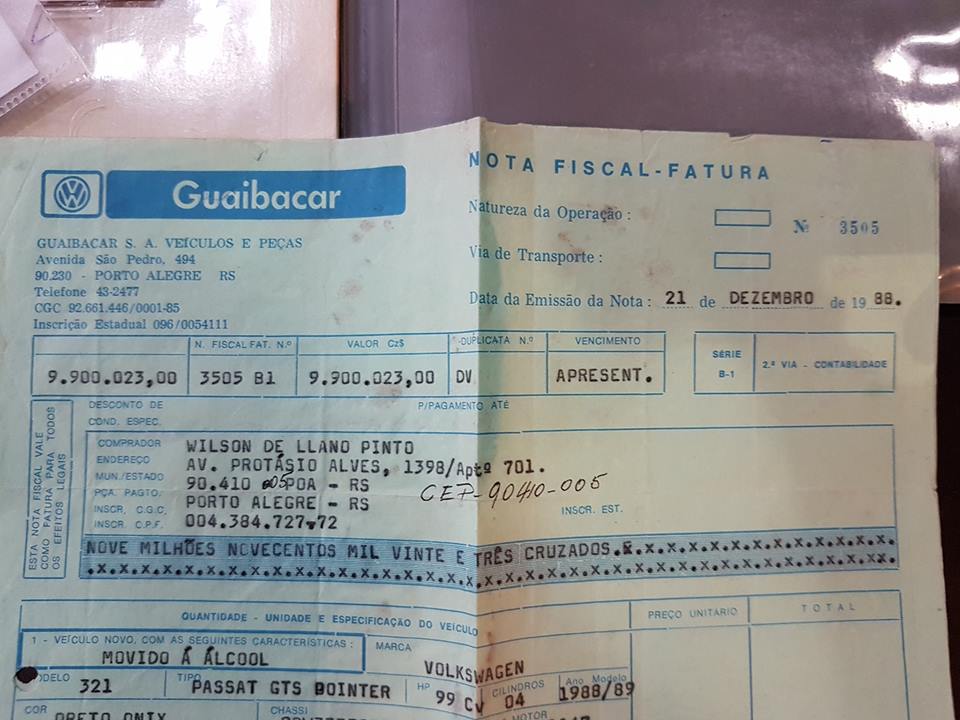 Guaibacar
NOTA FISCAL-FATURA
GUAIBACAR S. A. VEÍCULOS E PEÇAS
Avenida São Pedro, 494
90.230 - PORTO ALEGRE RS
Telefone 43-2477
CGC 92.661.446/0001-85
Inscrição Estadual 096/0054111
Natureza da Operação :
Nº 3505
Via de Transporte :
Data da Emissão da Nota : 21 de DEZEMBRO de 19 88.
N. FISCAL FAT. N.º VALOR Cz$ DUPLICATA N.º VENCIMENTO
9.900.023,00 3505 B1 9.900.023,00 DV APRESENT.
SÉRIE
B-1
2.ª VIA - CONTABILIDADE
DESCONTO DE P/PAGAMENTO ATÉ
COND. ESPEC.
ESTA NOTA FISCAL VALE
COMO FATURA PARA TODOS
OS EFEITOS LEGAIS
COMPRADOR WILSON DE LLANO PINTO
ENDEREÇO AV. PROTÁSIO ALVES, 1398/Aptº 701.
MUN./ESTADO 90.410 005 POA - RS
CEP-90410-005
PÇA. PAGTO. PORTO ALEGRE - RS
INSCR. C.G.C. INSCR. EST.
INSCR. C.P.F. 004.384.727-72
NOVE MILHÕES NOVECENTOS MIL VINTE E TRÊS CRUZADOS.x.x.x.x.x.x.x.x.x.x.x.x.x.x.x.x.
.x.x.x.x.x.x.x.x.x.x.x.x.x.x.x.x.x.x.x.x.x.x.x.x.x.x.x.x.x.x.x.x.x.x.x.x.x.x.x.
QUANTIDADE - UNIDADE E ESPECIFICAÇÃO DO VEÍCULO
PREÇO UNITÁRIO
TOTAL
1 - VEÍCULO NOVO, COM AS SEGUINTES CARACTERÍSTICAS :
MOVIDO Á ÁLCOOL
MARCA
VOLKSWAGEN
MODELO 321 TIPO PASSAT GTS POINTER HP 99 CV CILINDROS 04 Ano Modelo 1988/89
COR PRETO ONIX CHASSI MOTOR